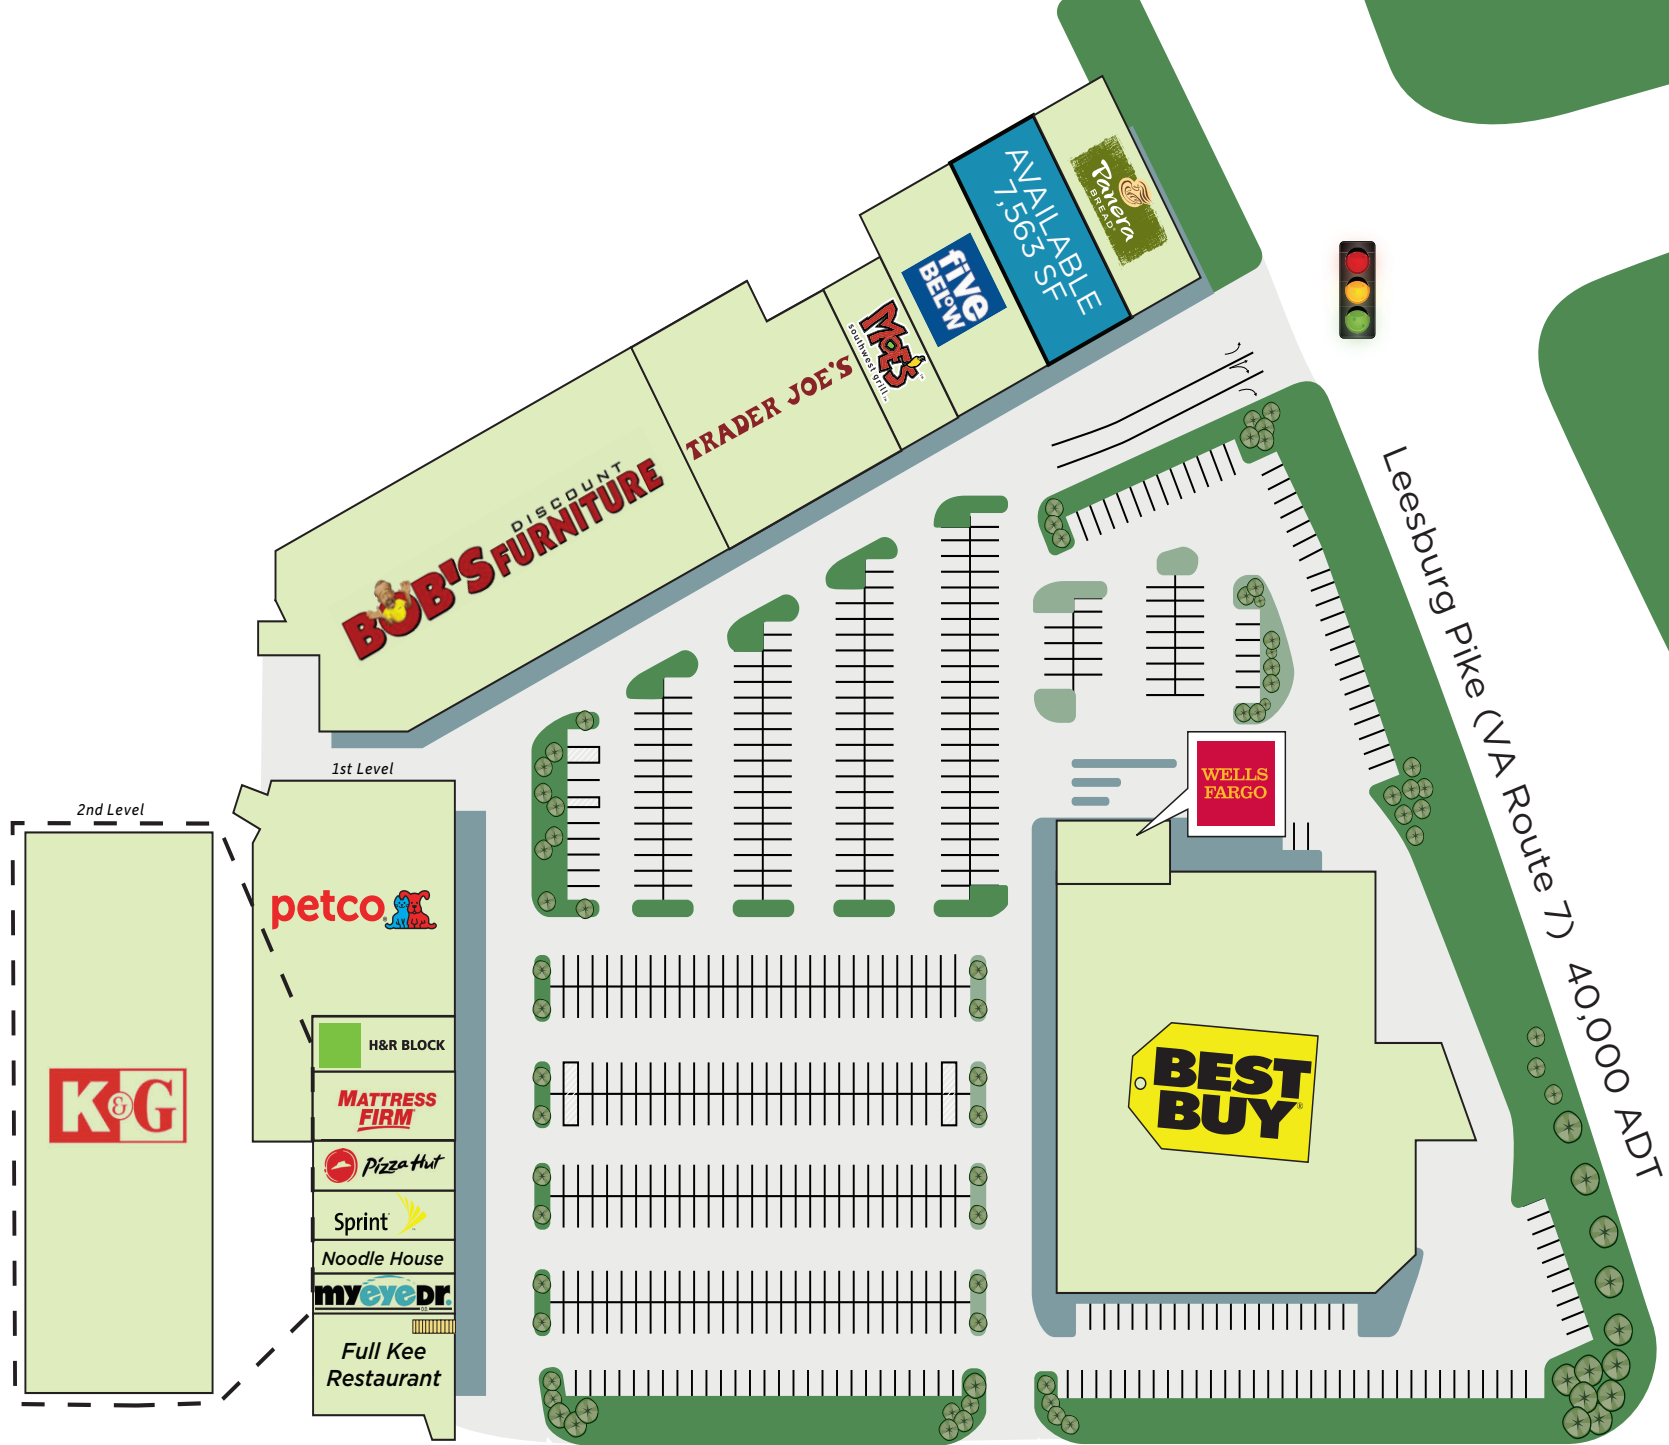 Panera
BREAD®
AVAILABLE
7,563 SF
five
BELOW
MOE'S
southwest grill™
TRADER JOE'S
DISCOUNT
BOB'S FURNITURE
Leesburg Pike (VA Route 7) 40,000 ADT
WELLS
FARGO
1st Level
2nd Level
petco
K&G
H&R BLOCK
MATTRESS
FIRM
Pizza Hut
Sprint
Noodle House
myeyeDr.
Full Kee
Restaurant
BEST
BUY®